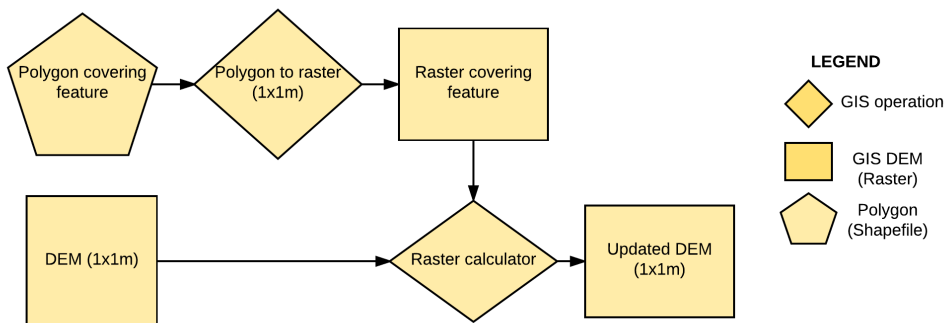 Polygon covering
feature
Polygon to raster
(1x1m)
Raster covering
feature
DEM (1x1m)
Raster calculator
Updated DEM
(1x1m)
LEGEND
GIS operation
GIS DEM
(Raster)
Polygon
(Shapefile)